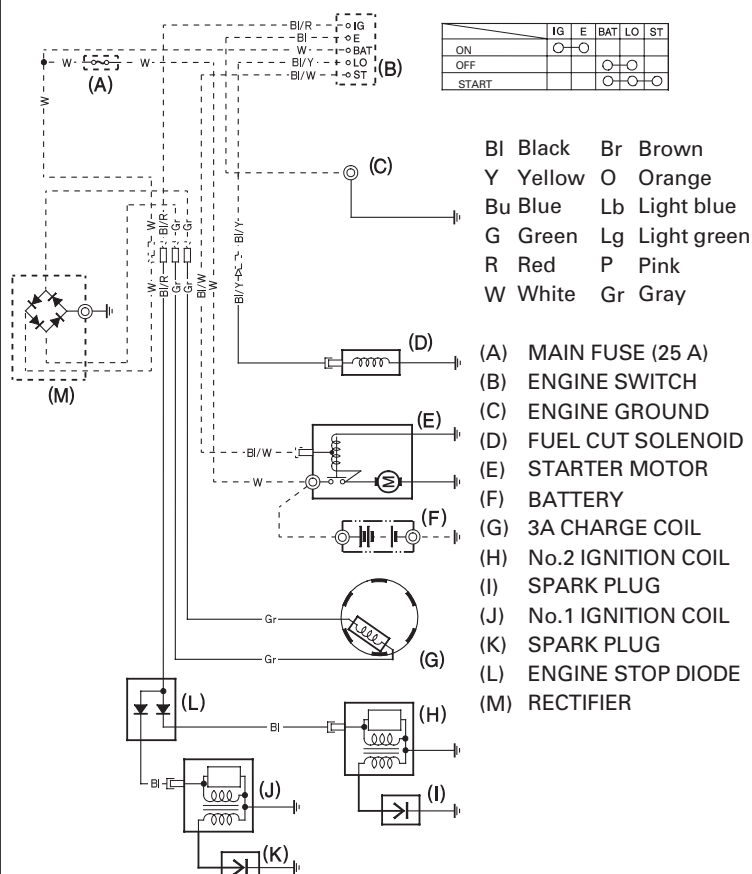 Bl/R IG
Bl E
W BAT
Bl/Y LO
Bl/W ST
(B)
IG E BAT LO ST
ON
OFF
START
W W
(A)
W
Bl Black Br Brown
Y Yellow O Orange
Bu Blue Lb Light blue
G Green Lg Light green
R Red P Pink
W White Gr Gray
(C)
W Bl/R Gr Gr Bl/Y
W Bl/R Gr Gr Bl/W W Bl/Y
(M)
(D)
(E)
Bl/W
W
M
(F)
(A) MAIN FUSE (25 A)
(B) ENGINE SWITCH
(C) ENGINE GROUND
(D) FUEL CUT SOLENOID
(E) STARTER MOTOR
(F) BATTERY
(G) 3A CHARGE COIL
(H) No.2 IGNITION COIL
(I) SPARK PLUG
(J) No.1 IGNITION COIL
(K) SPARK PLUG
(L) ENGINE STOP DIODE
(M) RECTIFIER
Gr
Gr
(G)
(L)
Bl
(H)
Bl
(J)
(I)
(K)